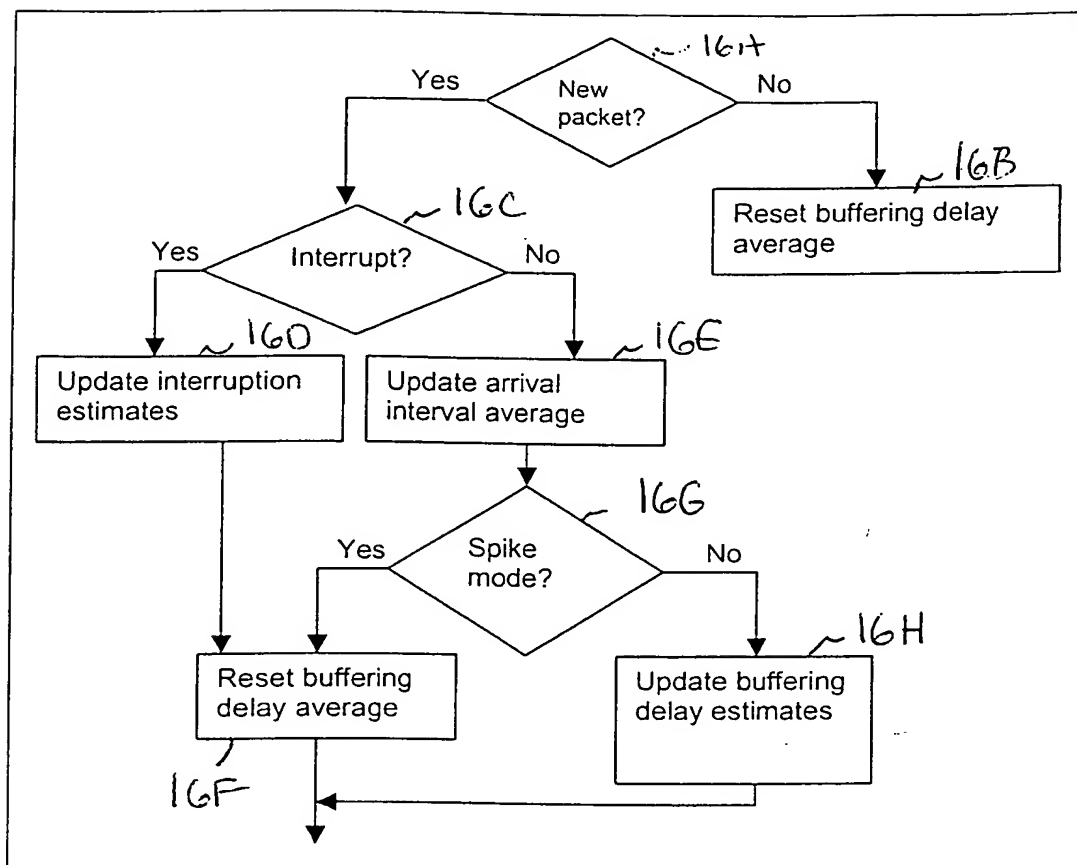 16A
Yes
New
packet?
No
16B
Reset buffering delay
average
16C
Yes
Interrupt?
No
16D
16E
Update interruption
estimates
Update arrival
interval average
16G
Yes
Spike
mode?
No
16H
Reset buffering
delay average
Update buffering
delay estimates
16F